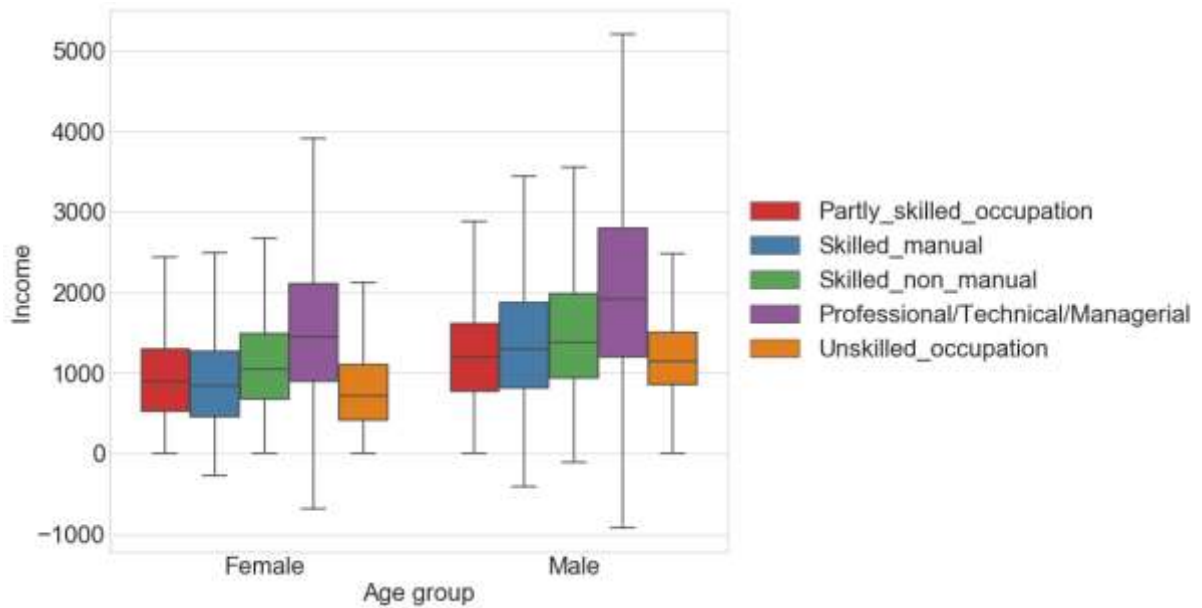 5000
4000
3000
2000
1000
0
−1000
Income
Female
Male
Age group
Partly_skilled_occupation
Skilled_manual
Skilled_non_manual
Professional/Technical/Managerial
Unskilled_occupation